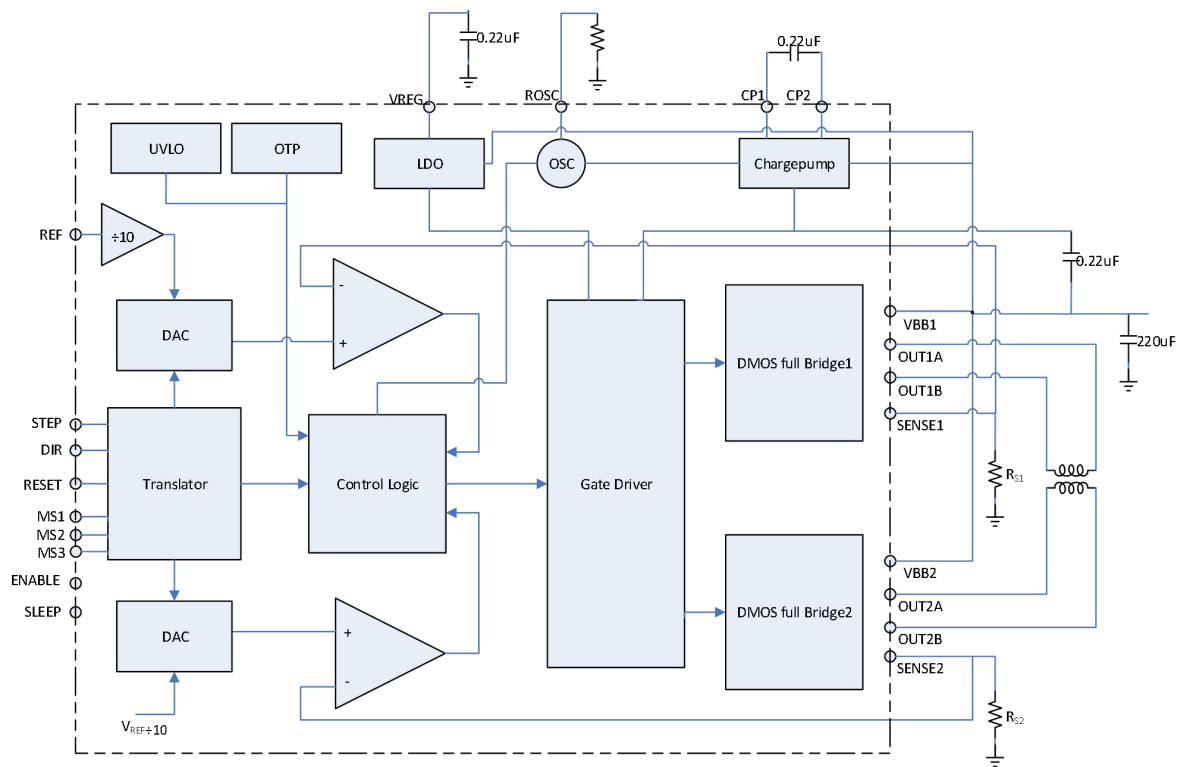 0.22uF
0.22uF
VREG
ROSC
CP1
CP2
UVLO
OTP
LDO
OSC
Chargepump
REF
÷10
0.22uF
-
DAC
+
VBB1
220uF
OUT1A
DMOS full Bridge1
OUT1B
STEP
SENSE1
DIR
RS1
RESET
Translator
Control Logic
Gate Driver
MS1
MS2
MS3
VBB2
ENABLE
OUT2A
SLEEP
DMOS full Bridge2
DAC
+
OUT2B
SENSE2
-
VREF÷10
RS2